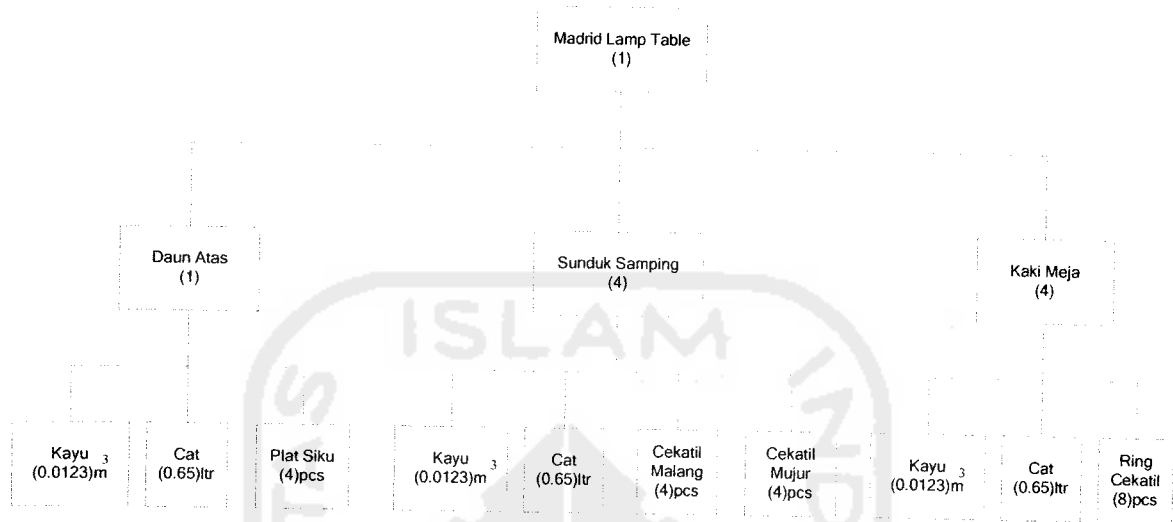 Madrid Lamp Table
(1)
Daun Atas
(1)
Sunduk Samping
(4)
Kaki Meja
(4)
Kayu
(0.0123)m3
Cat
(0.65)ltr
Plat Siku
(4)pcs
Kayu
(0.0123)m3
Cat
(0.65)ltr
Cekatil
Malang
(4)pcs
Cekatil
Mujur
(4)pcs
Kayu
(0.0123)m3
Cat
(0.65)ltr
Ring
Cekatil
(8)pcs
ISLAM
TAS
IND